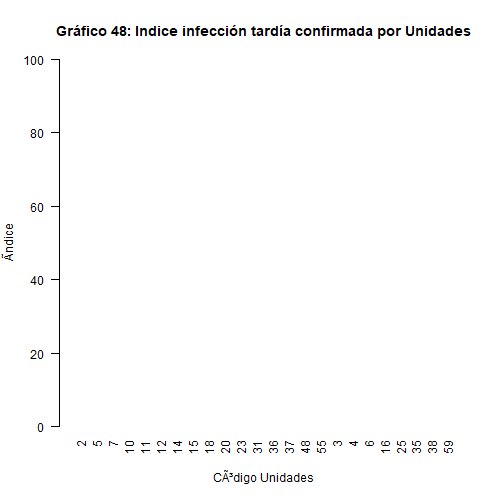 Gráfico 48: Indice infección tardía confirmada por Unidades
100
80
60
40
20
0
Ãndice
2 5 7 10 11 12 14 15 18 20 23 31 36 37 48 55 3 4 6 16 25 35 38 59
CÃ³digo Unidades